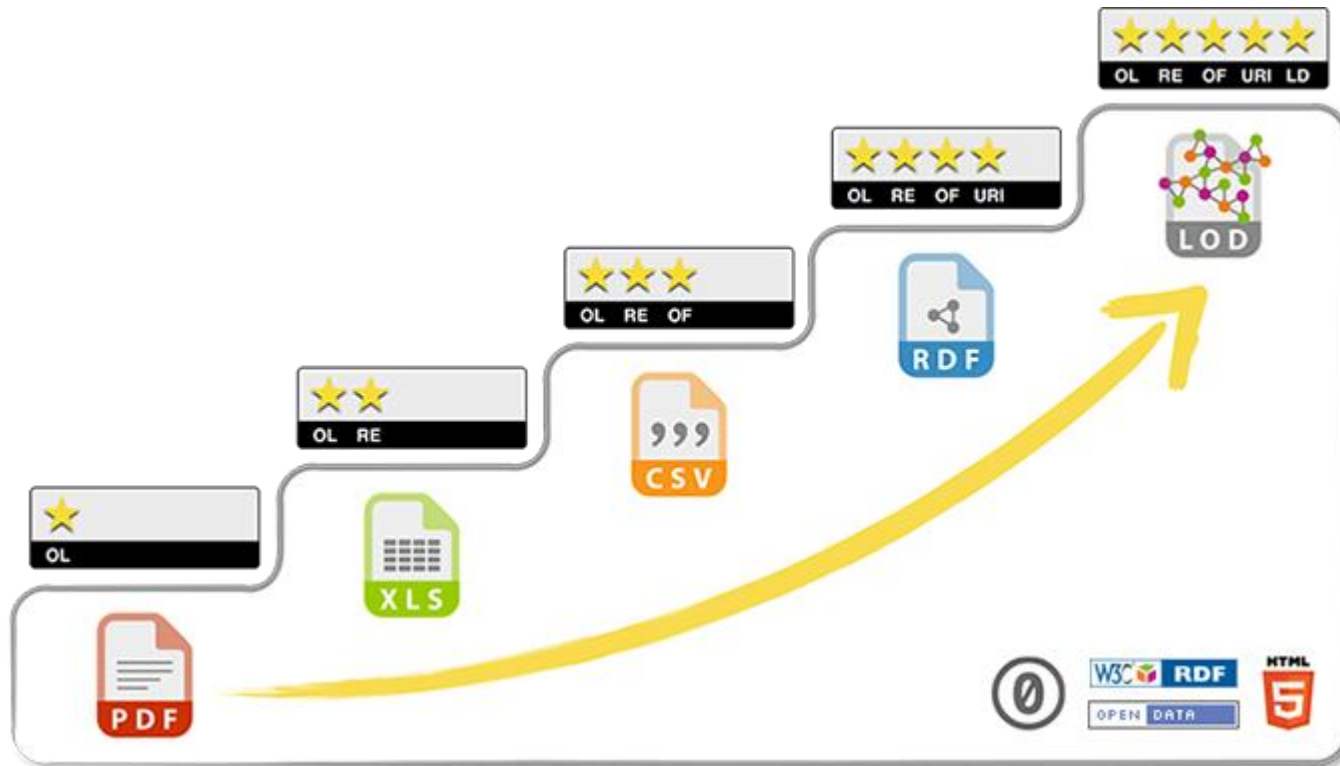 OL RE OF URI LD
LOD
OL RE OF URI
RDF
OL RE OF
CSV
OL RE
XLS
OL
PDF
0
W3C RDF
OPEN DATA
HTML
5